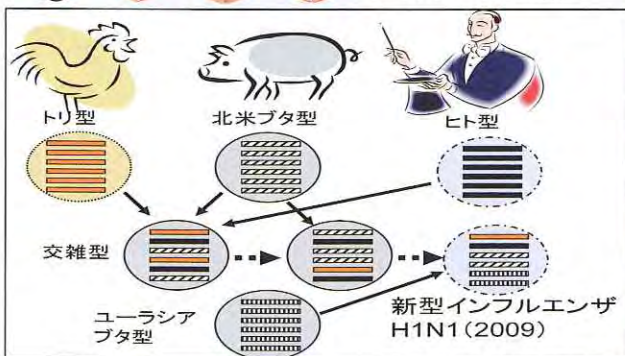 トリ型
北米ブタ型
ヒト型
交雑型
ユーラシア
ブタ型
新型インフルエンザ
H1N1(2009)